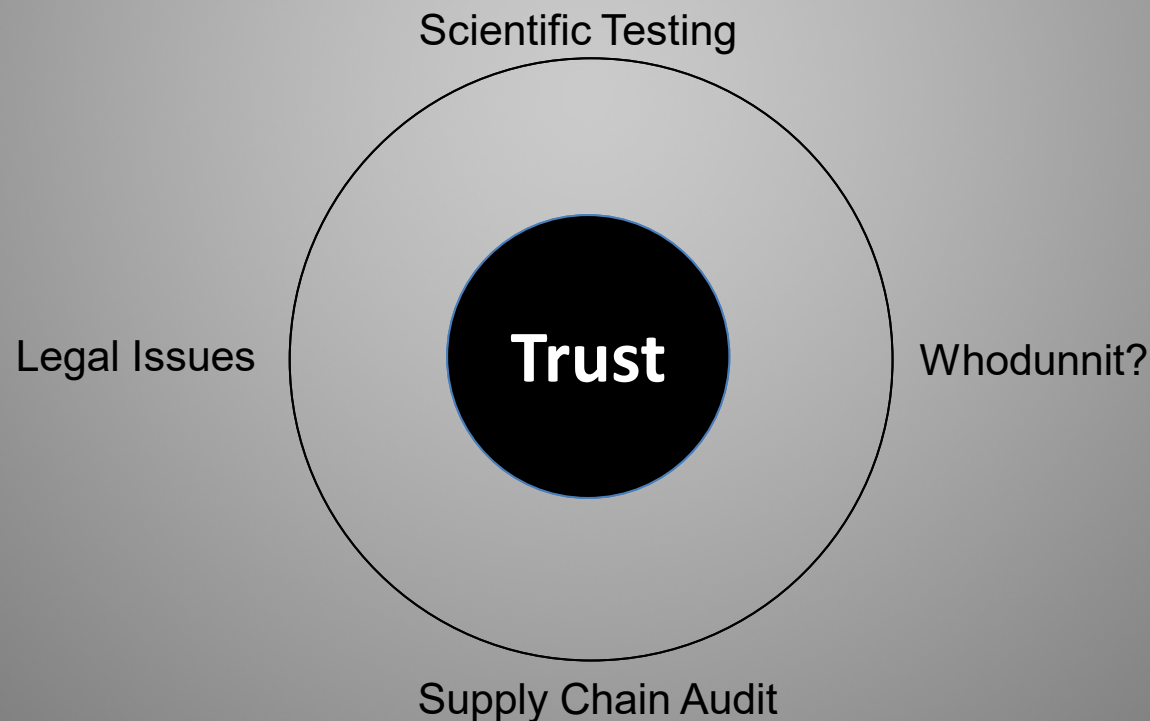 Scientific Testing
Legal Issues
Trust
Whodunnit?
Supply Chain Audit